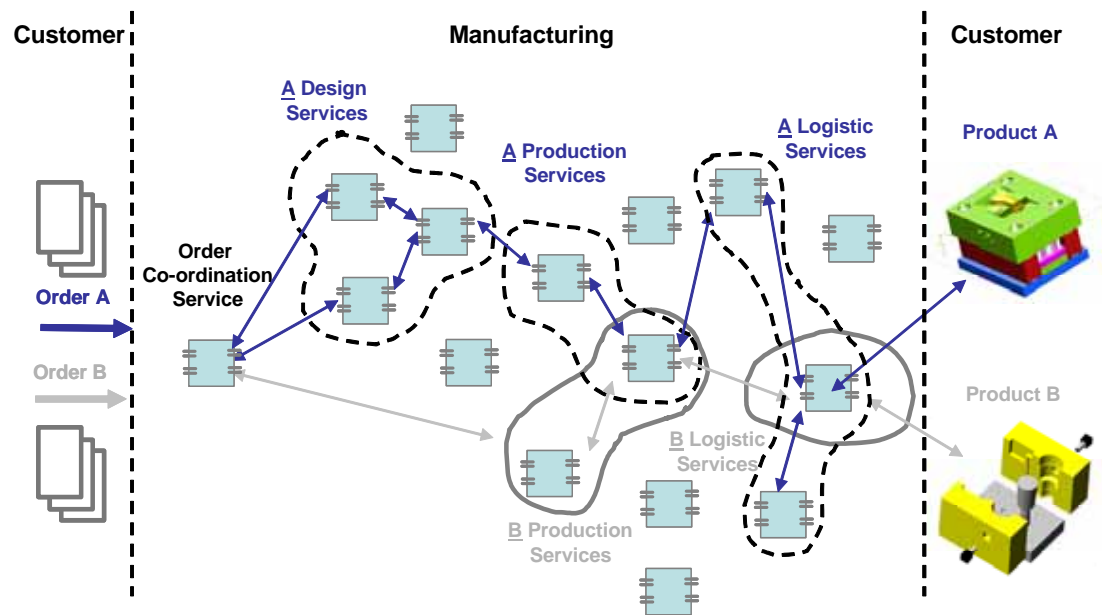 Customer
Manufacturing
Customer
A Design
Services
A Production
Services
A Logistic
Services
Product A
Order
Co-ordination
Service
Order A
Order B
Product B
B Logistic
Services
B Production
Services